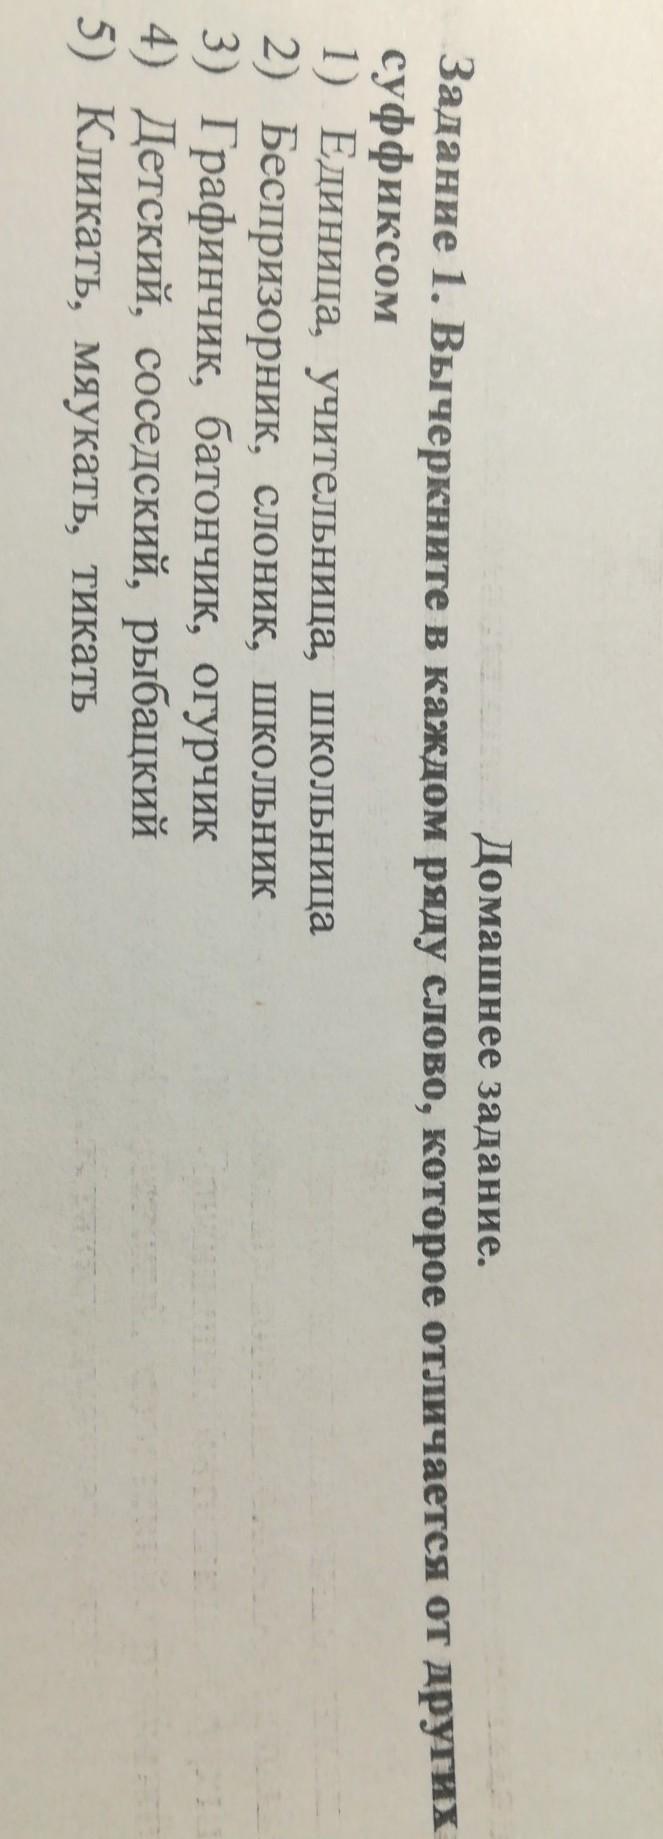 Домашнее задание.
Задание 1. Вычеркните в каждом ряду слово, которое отличается от других
суффиксом
1) Единица, учительница, школьница
2) Беспризорник, слоник, школьник
3) Графинчик, батончик, огурчик
4) Детский, соседский, рыбацкий
5) Кликать, мяукать, тикать